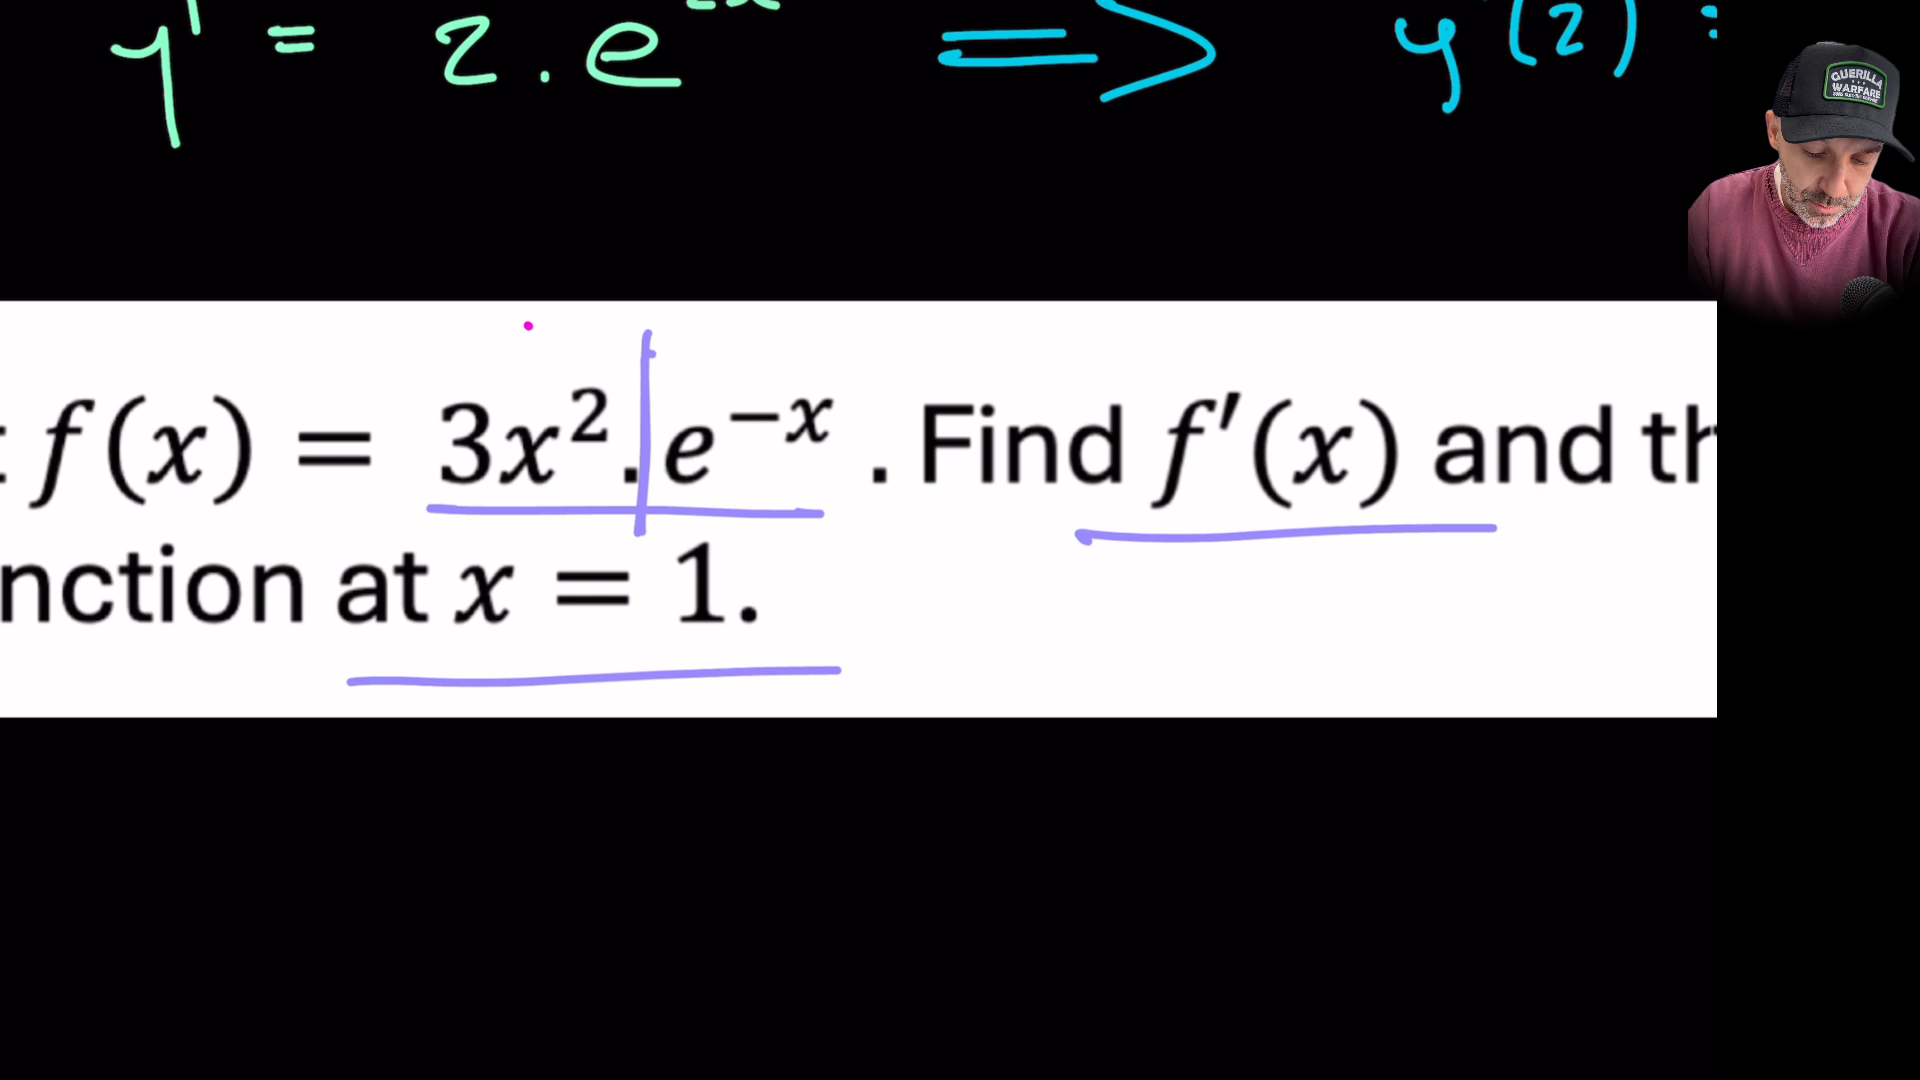 y' = 2 . e ⟹ y'(2) :
GUERILLA
WARFARE
: f(x) = 3x².e⁻ˣ . Find f′(x) and th
nction at x = 1.